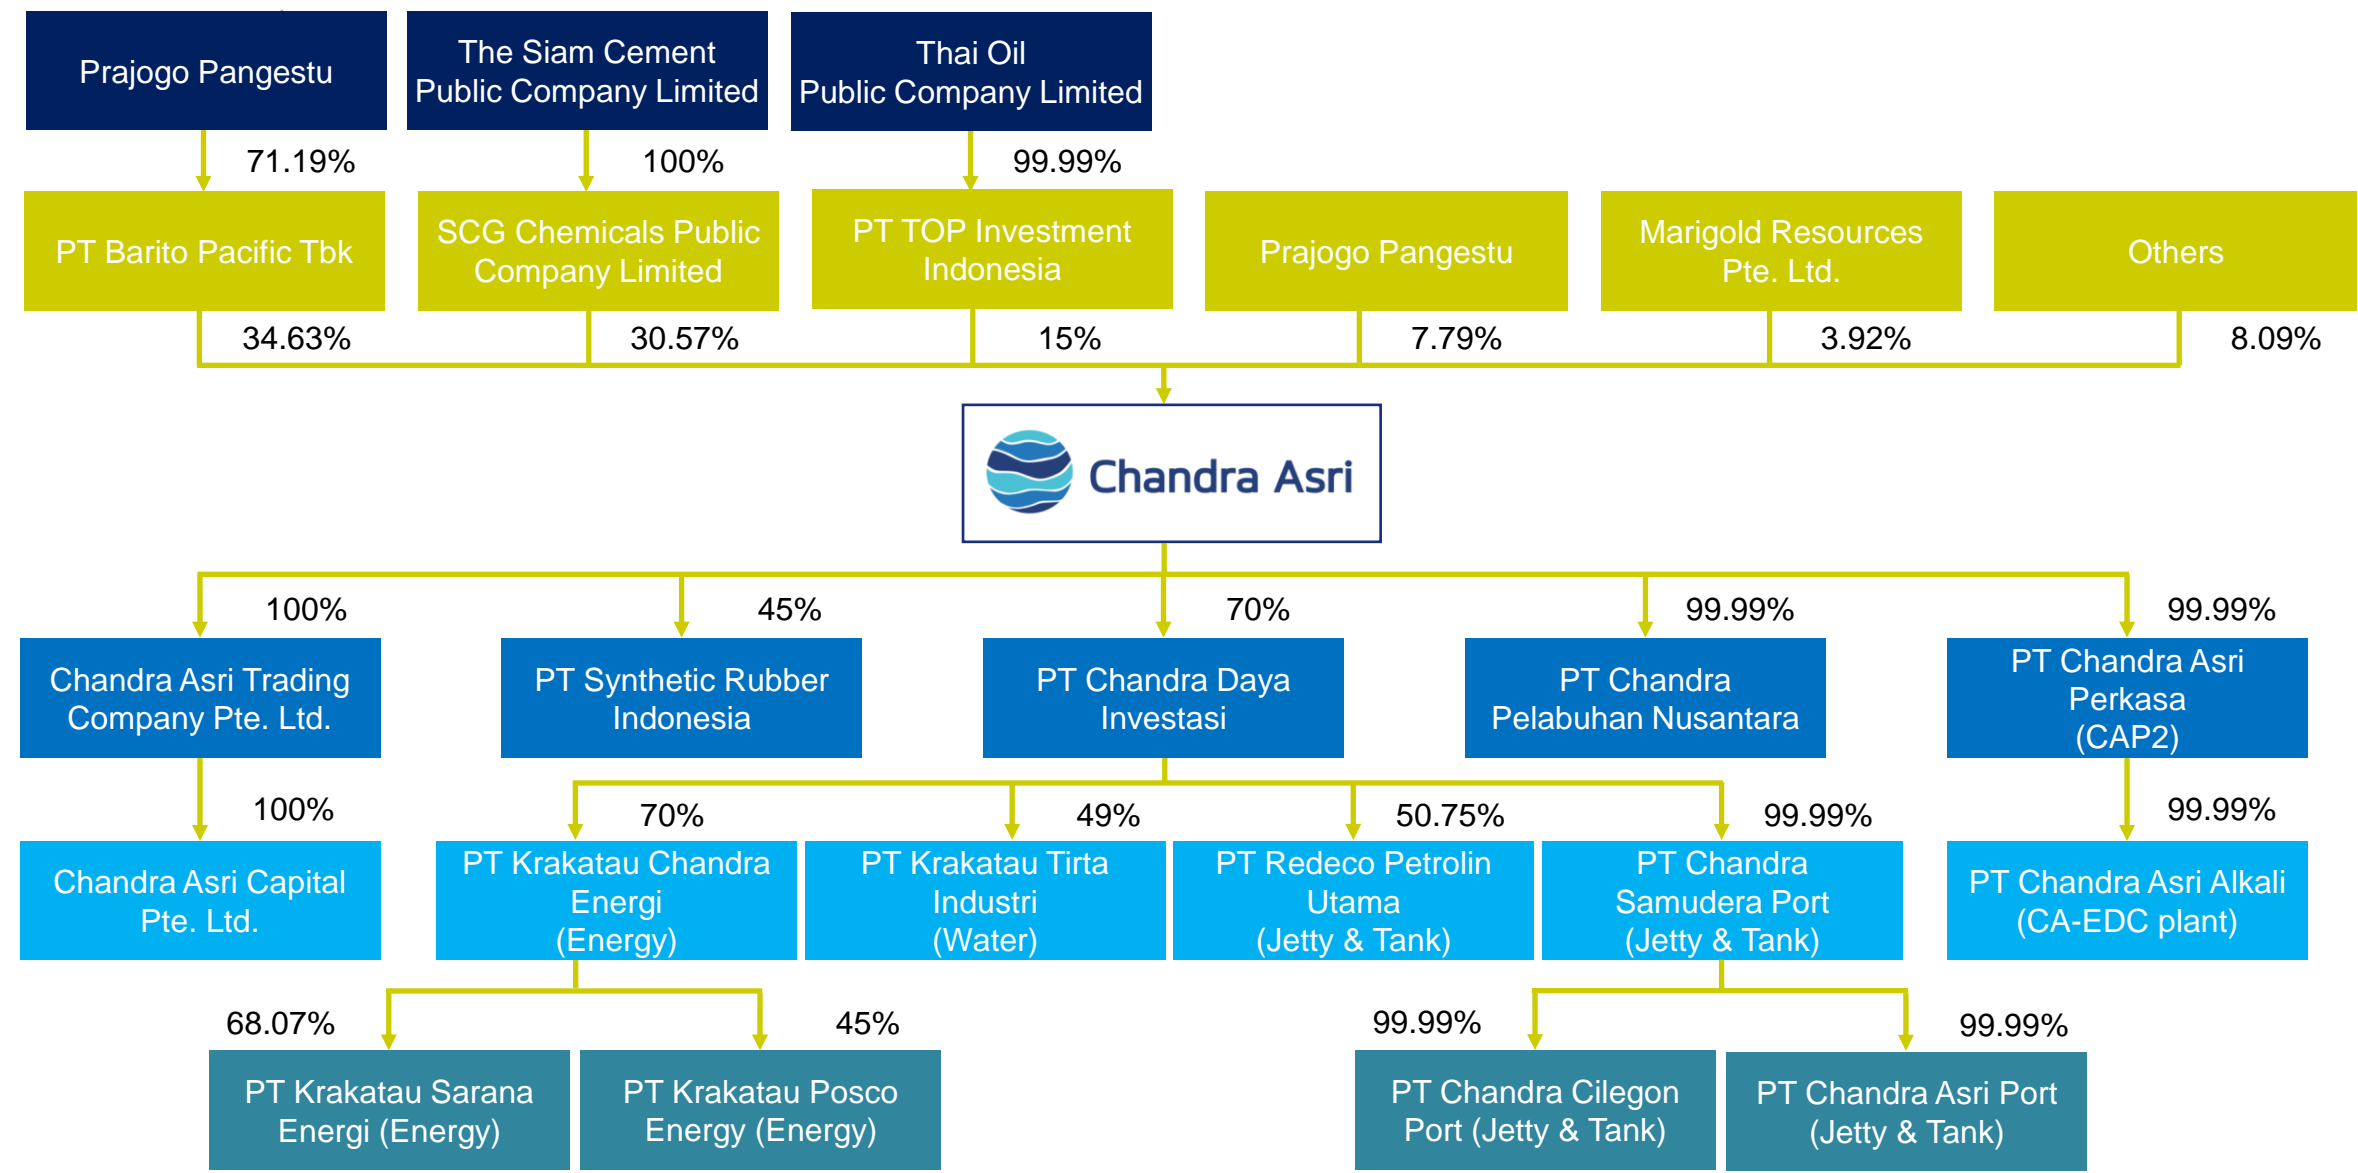 Prajogo Pangestu
The Siam Cement
Public Company Limited
Thai Oil
Public Company Limited
71.19%
100%
99.99%
PT Barito Pacific Tbk
SCG Chemicals Public
Company Limited
PT TOP Investment
Indonesia
Prajogo Pangestu
Marigold Resources
Pte. Ltd.
Others
34.63%
30.57%
15%
7.79%
3.92%
8.09%
Chandra Asri
100%
45%
70%
99.99%
99.99%
Chandra Asri Trading
Company Pte. Ltd.
PT Synthetic Rubber
Indonesia
PT Chandra Daya
Investasi
PT Chandra
Pelabuhan Nusantara
PT Chandra Asri
Perkasa
(CAP2)
100%
70%
49%
50.75%
99.99%
99.99%
Chandra Asri Capital
Pte. Ltd.
PT Krakatau Chandra
Energi
(Energy)
PT Krakatau Tirta
Industri
(Water)
PT Redeco Petrolin
Utama
(Jetty & Tank)
PT Chandra
Samudera Port
(Jetty & Tank)
PT Chandra Asri Alkali
(CA-EDC plant)
68.07%
45%
99.99%
99.99%
PT Krakatau Sarana
Energi (Energy)
PT Krakatau Posco
Energy (Energy)
PT Chandra Cilegon
Port (Jetty & Tank)
PT Chandra Asri Port
(Jetty & Tank)